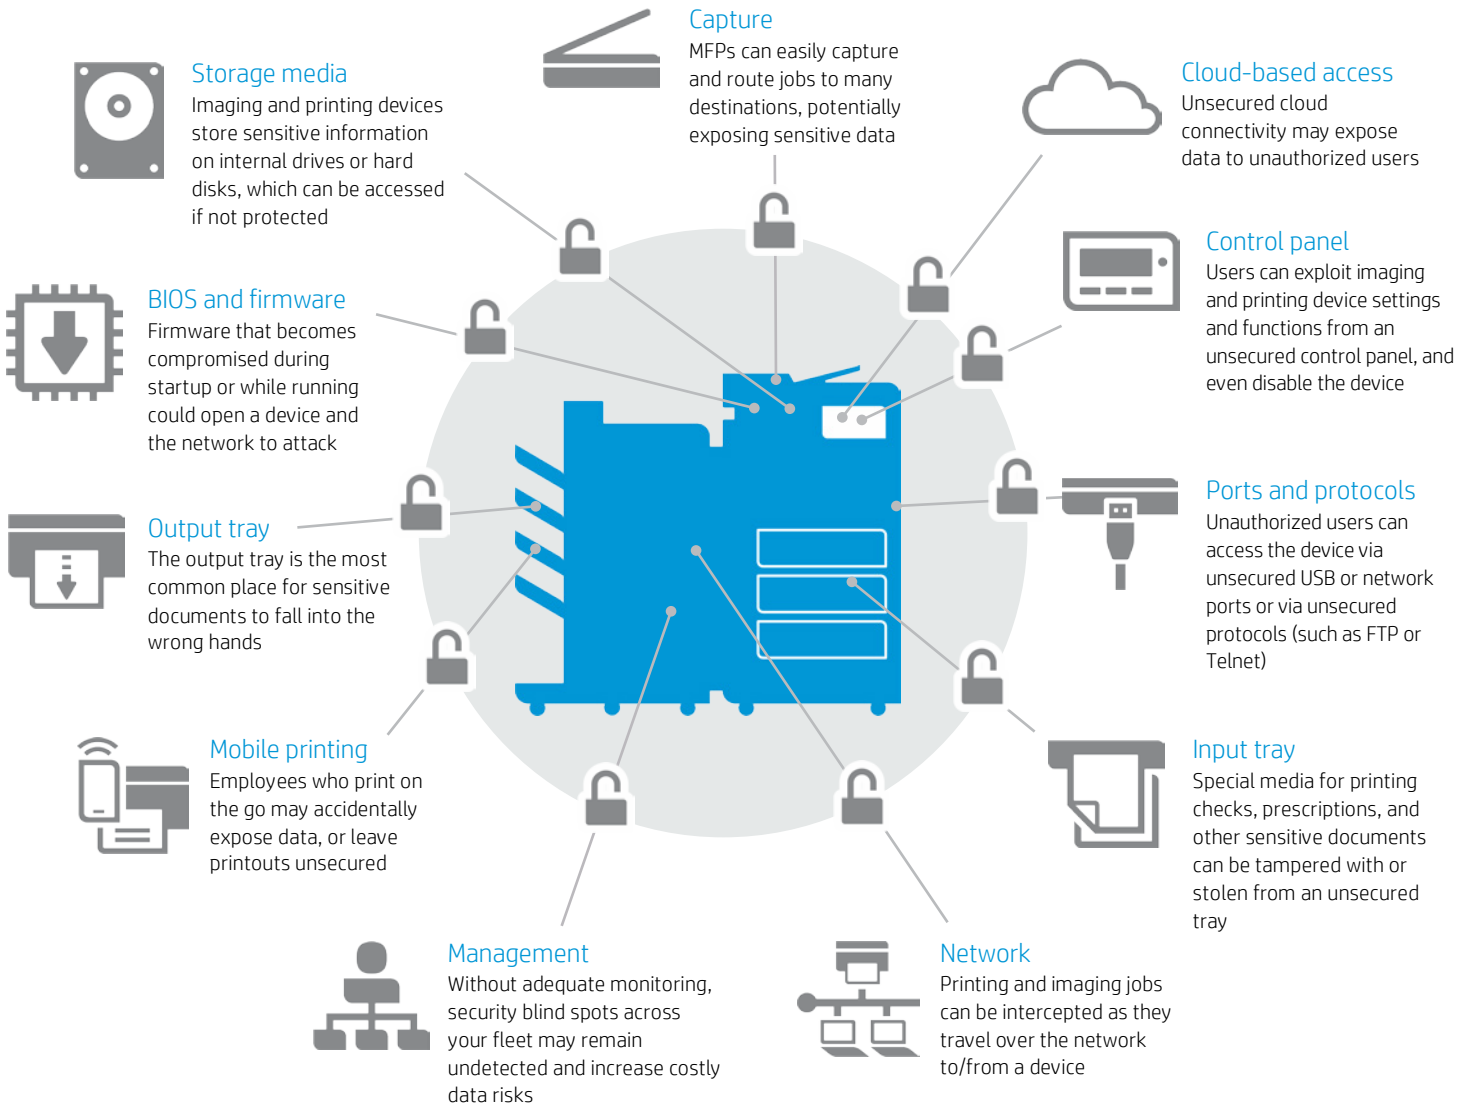 Capture
MFPs can easily capture
and route jobs to many
destinations, potentially
exposing sensitive data
Storage media
Imaging and printing devices
store sensitive information
on internal drives or hard
disks, which can be accessed
if not protected
Cloud-based access
Unsecured cloud
connectivity may expose
data to unauthorized users
Control panel
Users can exploit imaging
and printing device settings
and functions from an
unsecured control panel, and
even disable the device
BIOS and firmware
Firmware that becomes
compromised during
startup or while running
could open a device and
the network to attack
Ports and protocols
Unauthorized users can
access the device via
unsecured USB or network
ports or via unsecured
protocols (such as FTP or
Telnet)
Output tray
The output tray is the most
common place for sensitive
documents to fall into the
wrong hands
Mobile printing
Employees who print on
the go may accidentally
expose data, or leave
printouts unsecured
Input tray
Special media for printing
checks, prescriptions, and
other sensitive documents
can be tampered with or
stolen from an unsecured
tray
Management
Without adequate monitoring,
security blind spots across
your fleet may remain
undetected and increase costly
data risks
Network
Printing and imaging jobs
can be intercepted as they
travel over the network
to/from a device